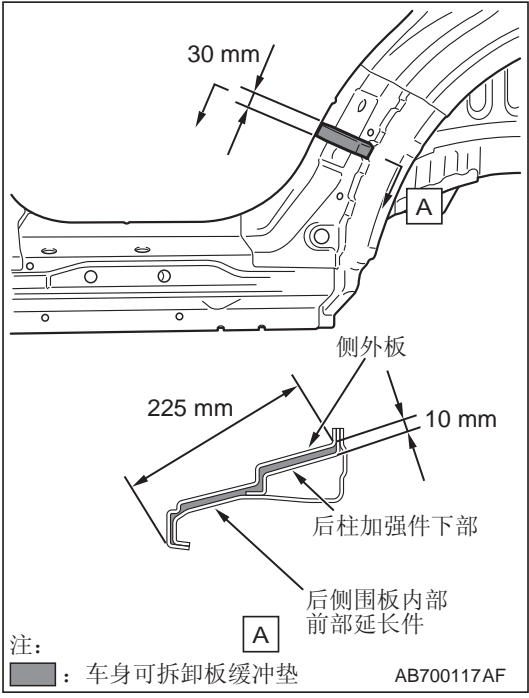 30 mm
A
侧外板
225 mm
10 mm
后柱加强件下部
后侧围板内部
前部延长件
A
注：
：车身可拆卸板缓冲垫
AB700117AF